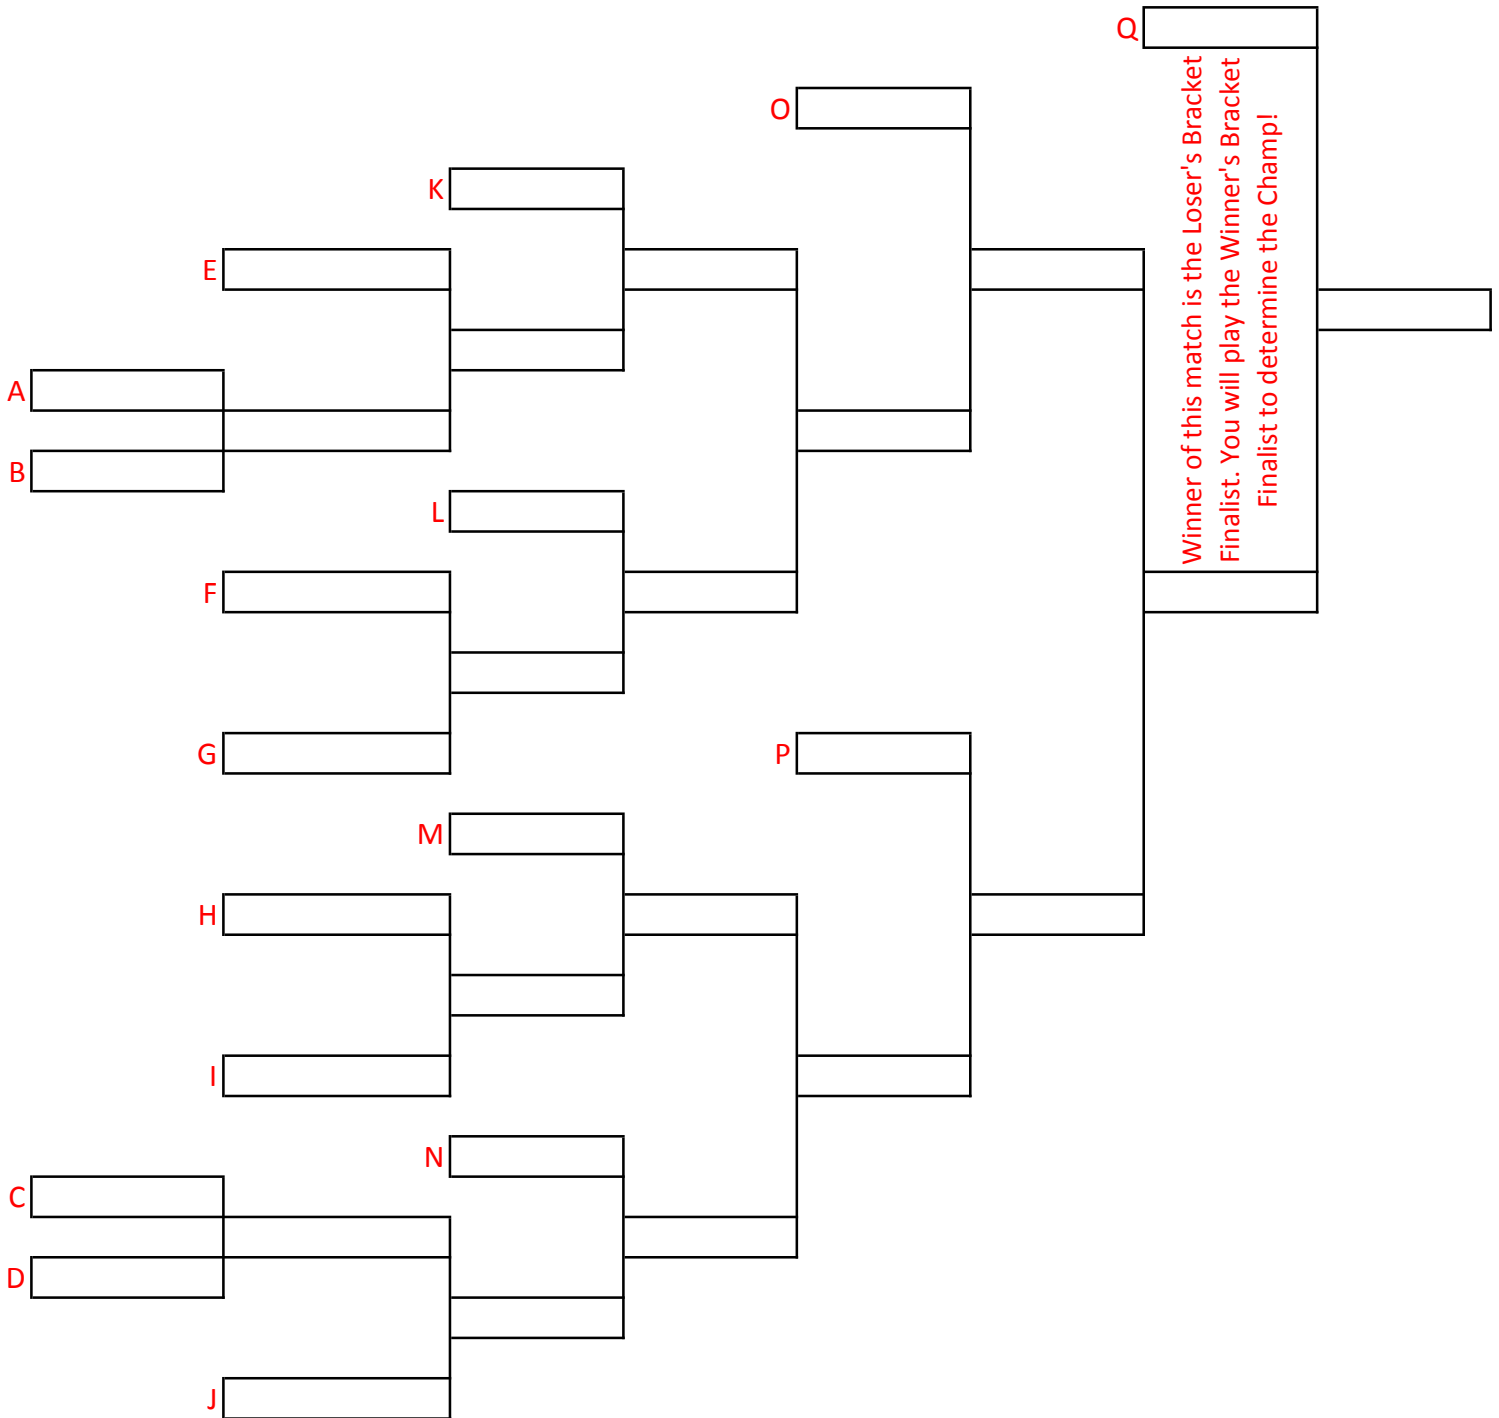 Q
O
K
E
A
B
L
F
G
P
M
H
I
N
C
D
J
Winner of this match is the Loser's Bracket
Finalist. You will play the Winner's Bracket
Finalist to determine the Champ!